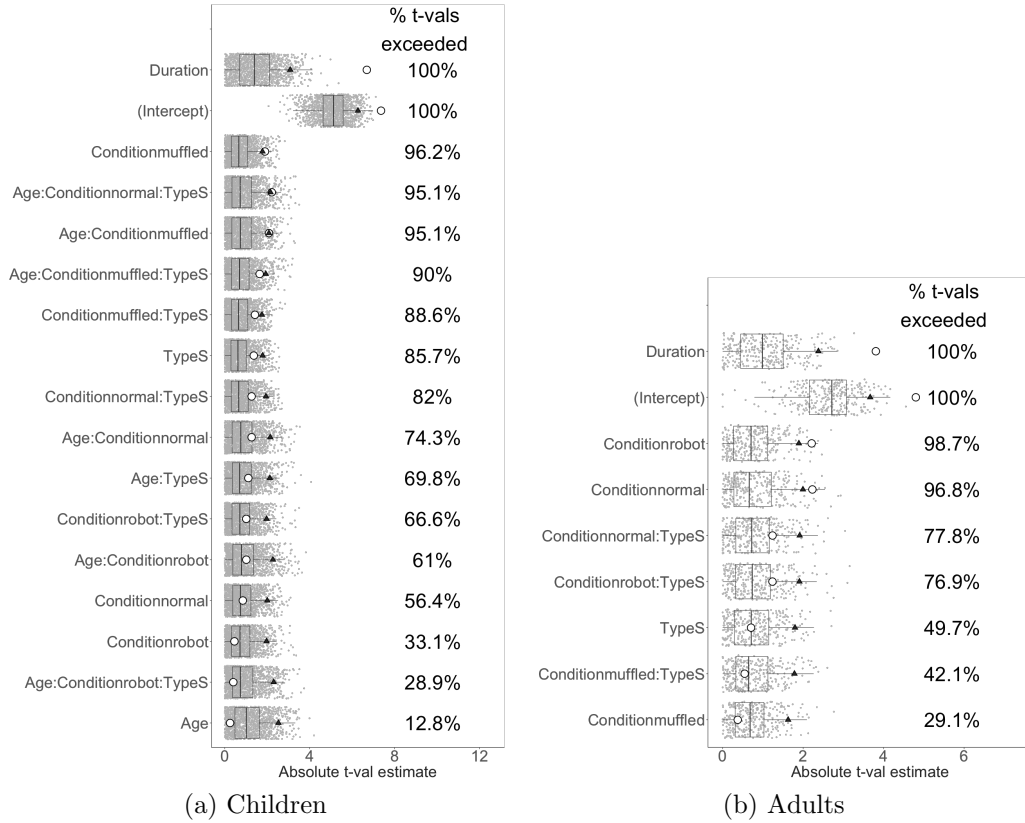 % t-vals
exceeded
Duration 100%
(Intercept) 100%
Conditionmuffled 96.2%
Age:Conditionnormal:TypeS 95.1%
Age:Conditionmuffled 95.1%
Age:Conditionmuffled:TypeS 90%
Conditionmuffled:TypeS 88.6%
TypeS 85.7%
Conditionnormal:TypeS 82%
Age:Conditionnormal 74.3%
Age:TypeS 69.8%
Conditionrobot:TypeS 66.6%
Age:Conditionrobot 61%
Conditionnormal 56.4%
Conditionrobot 33.1%
Age:Conditionrobot:TypeS 28.9%
Age 12.8%
0 4 8 12
Absolute t-val estimate
(a) Children
% t-vals
exceeded
Duration 100%
(Intercept) 100%
Conditionrobot 98.7%
Conditionnormal 96.8%
Conditionnormal:TypeS 77.8%
Conditionrobot:TypeS 76.9%
TypeS 49.7%
Conditionmuffled:TypeS 42.1%
Conditionmuffled 29.1%
0 2 4 6
Absolute t-val estimate
(b) Adults